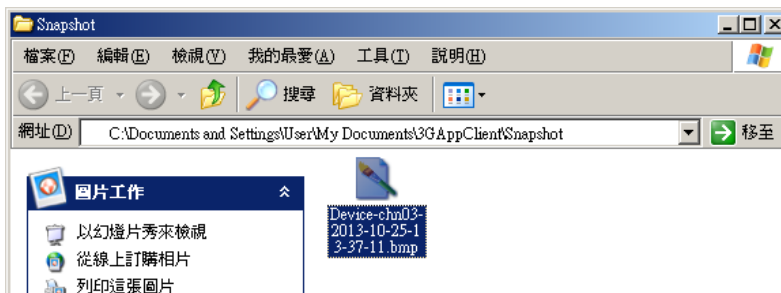 Snapshot
檔案(F) 編輯(E) 檢視(V) 我的最愛(A) 工具(T) 說明(H)
上一頁 搜尋 資料夾
網址(D) C:\Documents and Settings\User\My Documents\3GAppClient\Snapshot 移至
圖片工作
以幻燈片秀來檢視
從線上訂購相片
列印這張圖片
Device-chn03-
2013-10-25-1
3-37-11.bmp